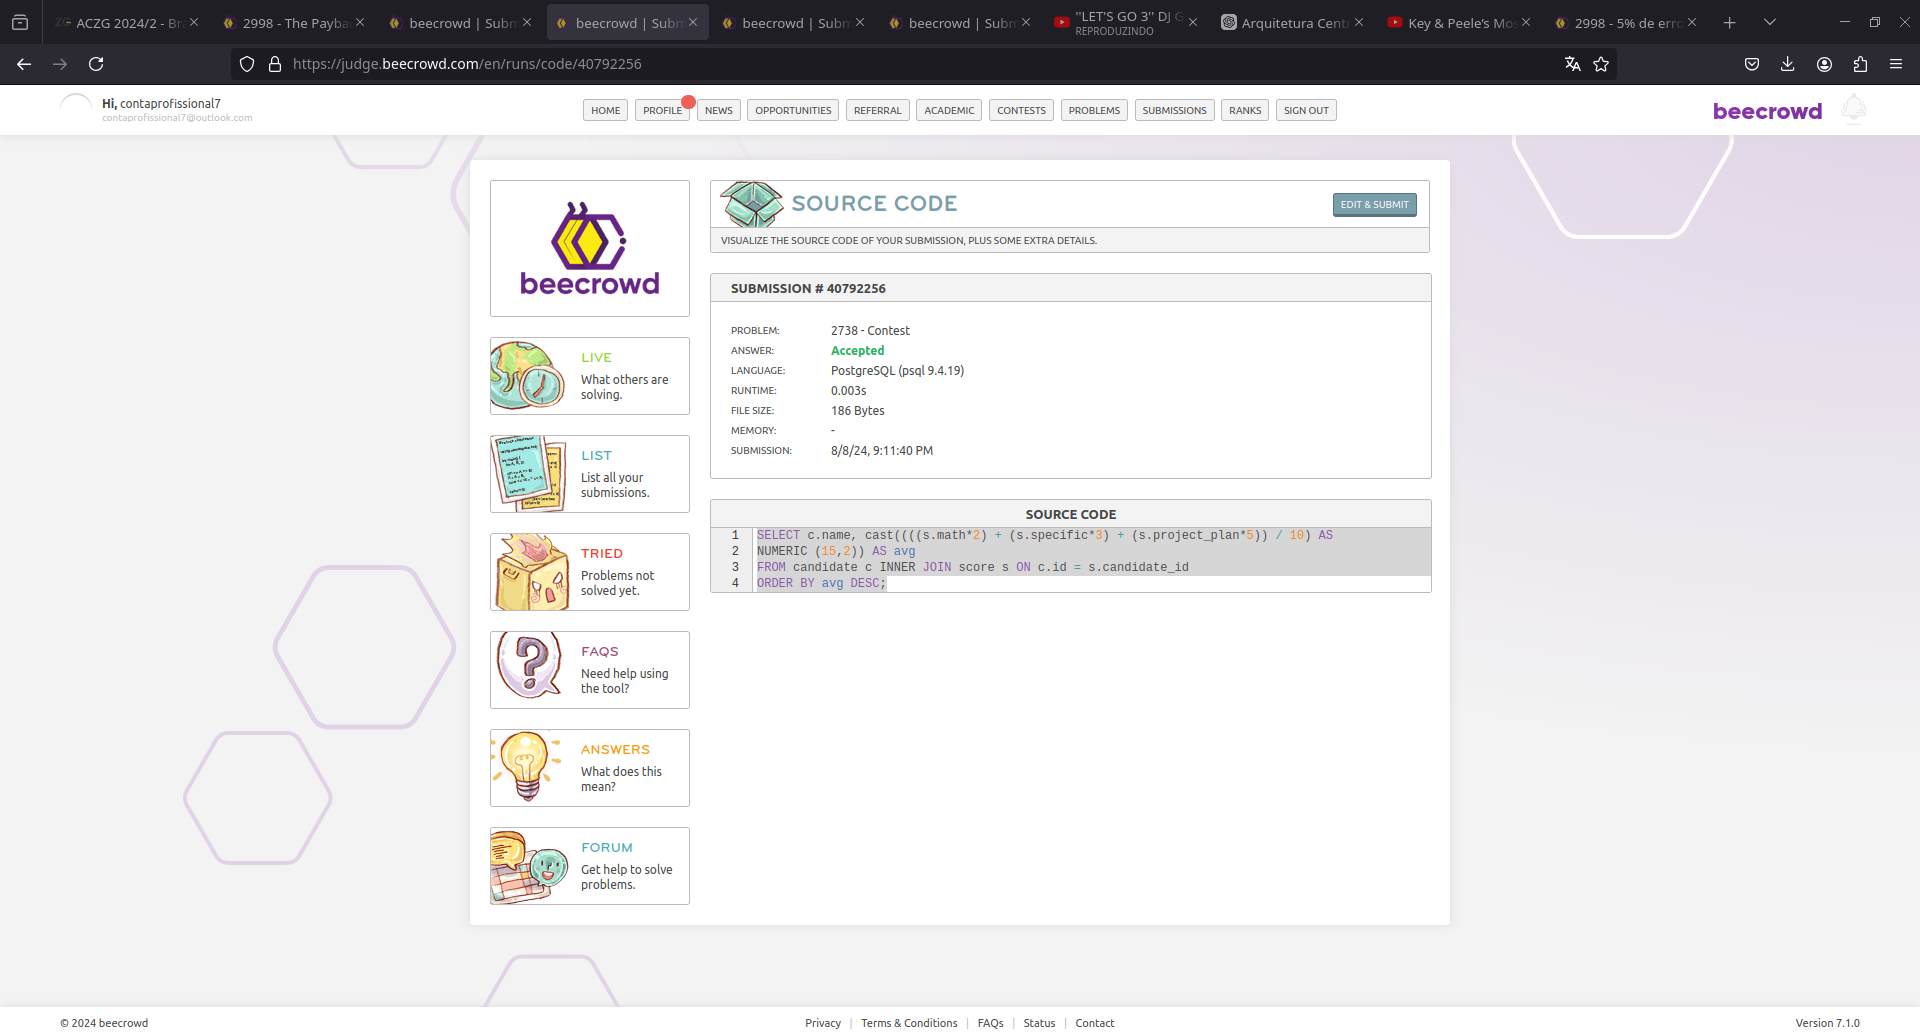 ACZG 2024/2 - Br
2998 - The Payba
beecrowd | Subm
beecrowd | Subm
beecrowd | Subm
beecrowd | Subm
"LET'S GO 3" DJ G
REPRODUZINDO
Arquitetura Cent
Key & Peele's Mo
2998 - 5% de erro
https://judge.beecrowd.com/en/runs/code/40792256
Hi, contaprofissional7
contaprofissional7@outlook.com
HOME
PROFILE
NEWS
OPPORTUNITIES
REFERRAL
ACADEMIC
CONTESTS
PROBLEMS
SUBMISSIONS
RANKS
SIGN OUT
beecrowd
beecrowd
SOURCE CODE
EDIT & SUBMIT
VISUALIZE THE SOURCE CODE OF YOUR SUBMISSION, PLUS SOME EXTRA DETAILS.
SUBMISSION # 40792256
PROBLEM: 2738 - Contest
ANSWER: Accepted
LANGUAGE: PostgreSQL (psql 9.4.19)
RUNTIME: 0.003s
FILE SIZE: 186 Bytes
MEMORY: -
SUBMISSION: 8/8/24, 9:11:40 PM
SOURCE CODE
1 SELECT c.name, cast((((s.math*2) + (s.specific*3) + (s.project_plan*5)) / 10) AS
2 NUMERIC (15,2)) AS avg
3 FROM candidate c INNER JOIN score s ON c.id = s.candidate_id
4 ORDER BY avg DESC;
LIVE
What others are
solving.
LIST
List all your
submissions.
TRIED
Problems not
solved yet.
FAQS
Need help using
the tool?
ANSWERS
What does this
mean?
FORUM
Get help to solve
problems.
© 2024 beecrowd
Privacy | Terms & Conditions | FAQs | Status | Contact
Version 7.1.0